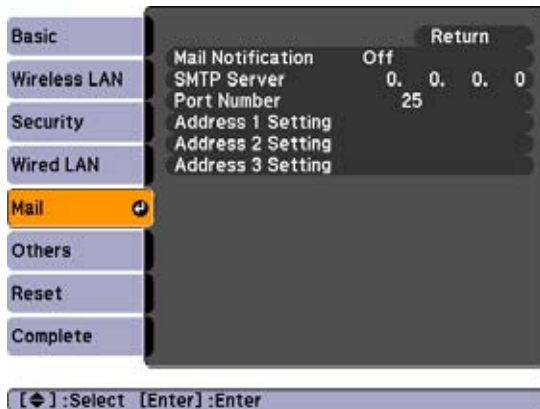 Basic
Wireless LAN
Security
Wired LAN
Mail
Others
Reset
Complete
Return
Mail Notification Off
SMTP Server 0. 0. 0. 0
Port Number 25
Address 1 Setting
Address 2 Setting
Address 3 Setting
[◆]:Select [Enter]:Enter